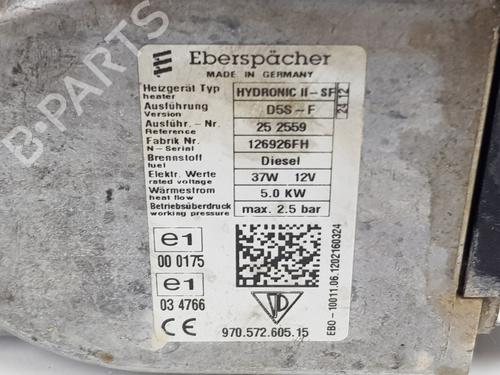 B-PARTS
Eberspächer
MADE IN GERMANY
Heizgerät Typ HYDRONIC II-SF
heater
Ausführung D5S-F
Version
24 12
Ausführ.-Nr. 25 2559
Reference
Fabrik Nr. 126926FH
N-Serial
Brennstoff Diesel
fuel
Elektr. Werte 37W 12V
rated voltage
Wärmestrom 5.0 KW
heat flow
Betriebsüberdruck max. 2.5 bar
working pressure
e1
00 0175
e1
03 4766
CE
970.572.605.15
EBO-10011.06.1202160324